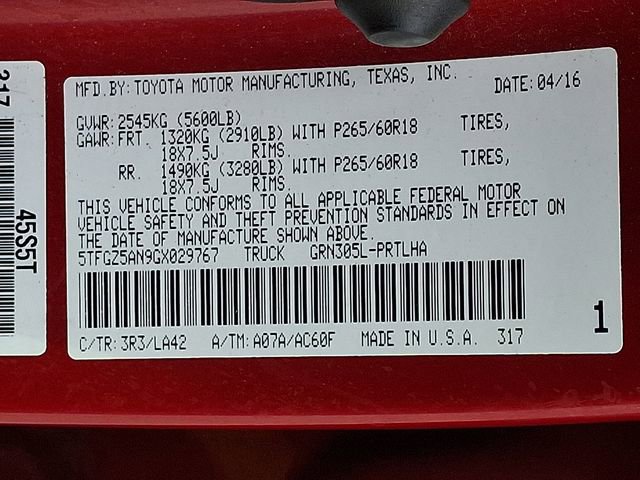 MFD.BY: TOYOTA MOTOR MANUFACTURING, TEXAS, INC. DATE: 04/16
GVWR: 2545KG (5600LB)
GAWR: FRT. 1320KG (2910LB) WITH P265/60R18 TIRES,
18X7.5J RIMS.
RR. 1490KG (3280LB) WITH P265/60R18 TIRES,
18X7.5J RIMS.
THIS VEHICLE CONFORMS TO ALL APPLICABLE FEDERAL MOTOR
VEHICLE SAFETY AND THEFT PREVENTION STANDARDS IN EFFECT ON
THE DATE OF MANUFACTURE SHOWN ABOVE.
5TFGZ5AN9GX029767 TRUCK GRN305L-PRTLHA
C/TR: 3R3/LA42 A/TM: A07A/AC60F MADE IN U.S.A. 317
1
217
45S5T